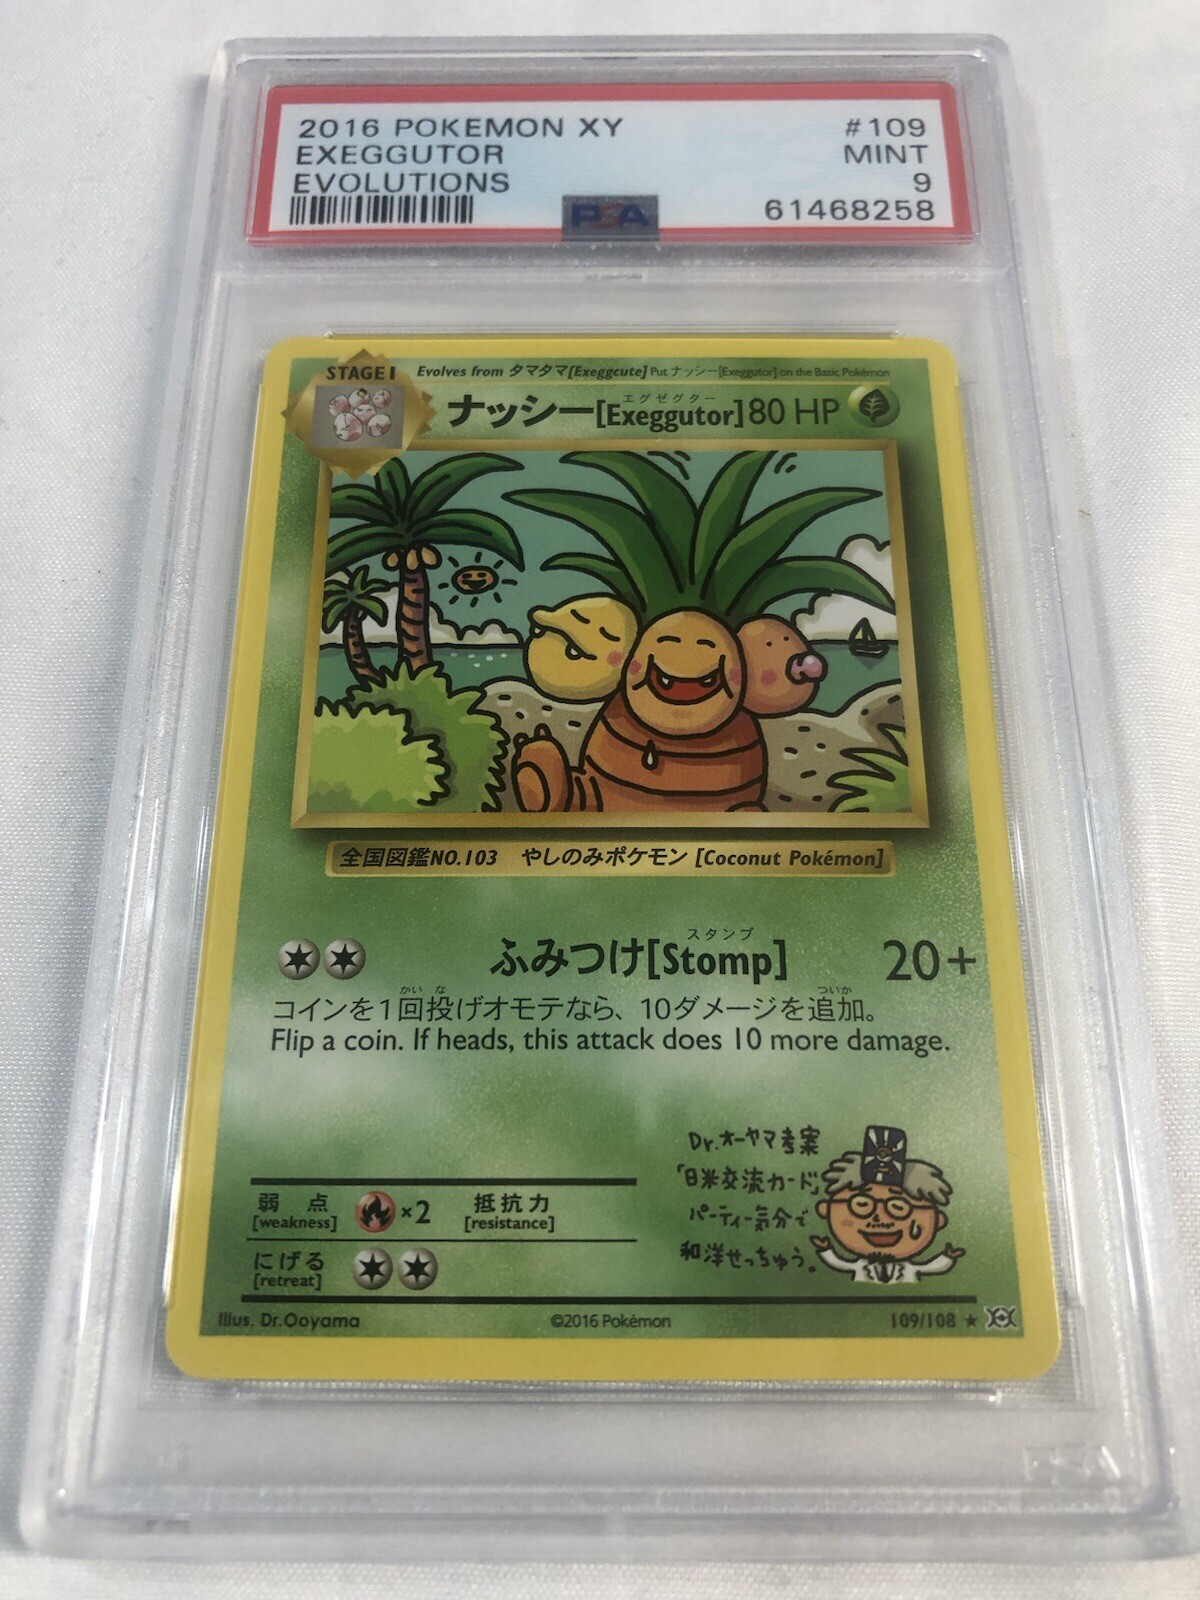 2016 POKEMON XY #109
EXEGGUTOR MINT
EVOLUTIONS 9
PSA 61468258
STAGE 1 Evolves from タマタマ[Exeggcute] Put ナッシー[Exeggutor] on the Basic Pokémon
エグゼグター
ナッシー[Exeggutor] 80 HP
全国図鑑NO.103 やしのみポケモン [Coconut Pokémon]
スタンプ
ふみつけ[Stomp] 20+
かい な ついか
コインを1回投げオモテなら、10ダメージを追加。
Flip a coin. If heads, this attack does 10 more damage.
Dr.オーヤマ考案
「日米交流カード」
パーティー気分で
和洋せっちゅう。
弱点 ×2 抵抗力
[weakness] [resistance]
にげる
[retreat]
Illus. Dr.Ooyama ©2016 Pokémon 109/108 ★